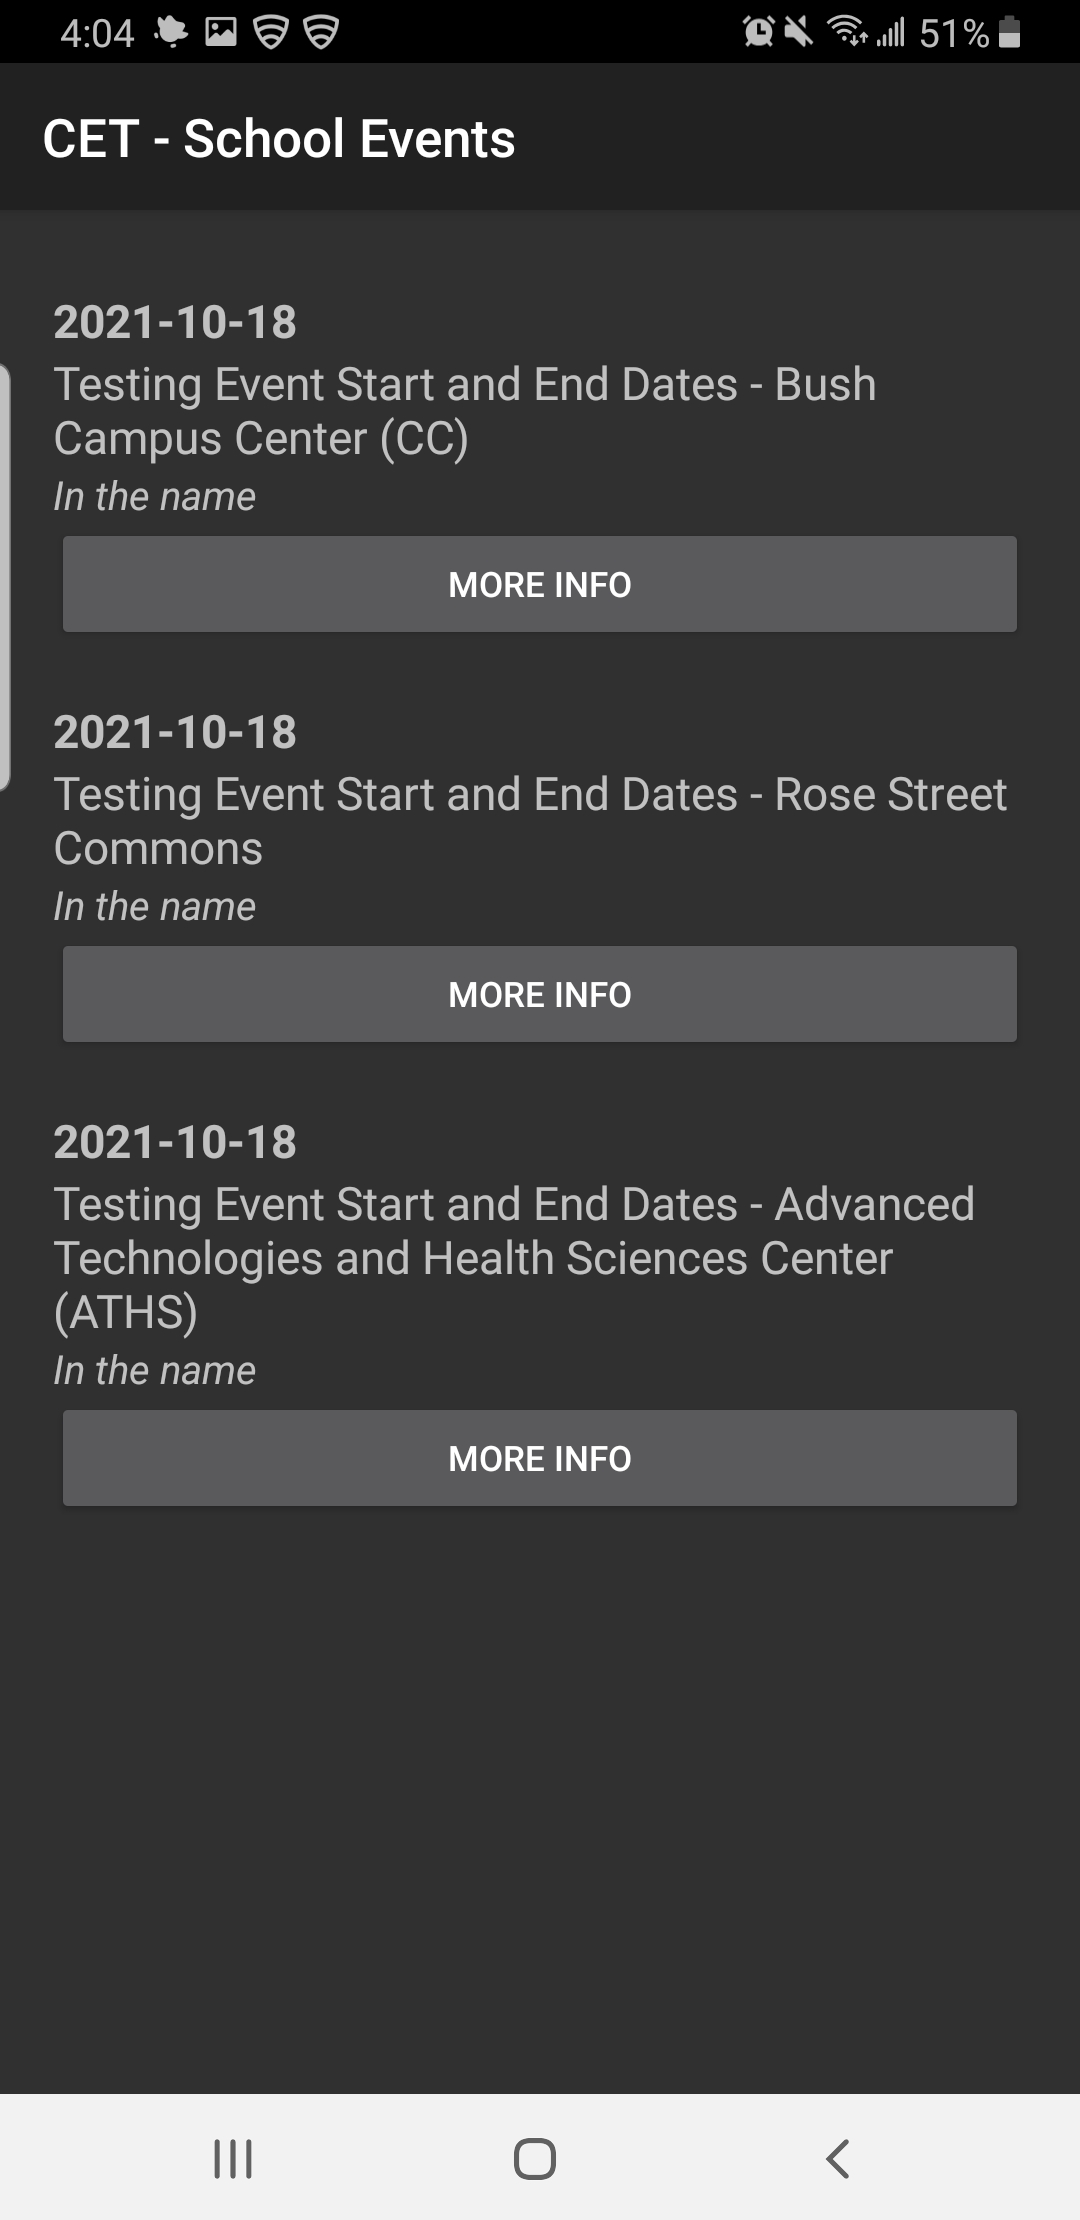 4:04
51%
CET - School Events
2021-10-18
Testing Event Start and End Dates - Bush
Campus Center (CC)
In the name
MORE INFO
2021-10-18
Testing Event Start and End Dates - Rose Street
Commons
In the name
MORE INFO
2021-10-18
Testing Event Start and End Dates - Advanced
Technologies and Health Sciences Center
(ATHS)
In the name
MORE INFO